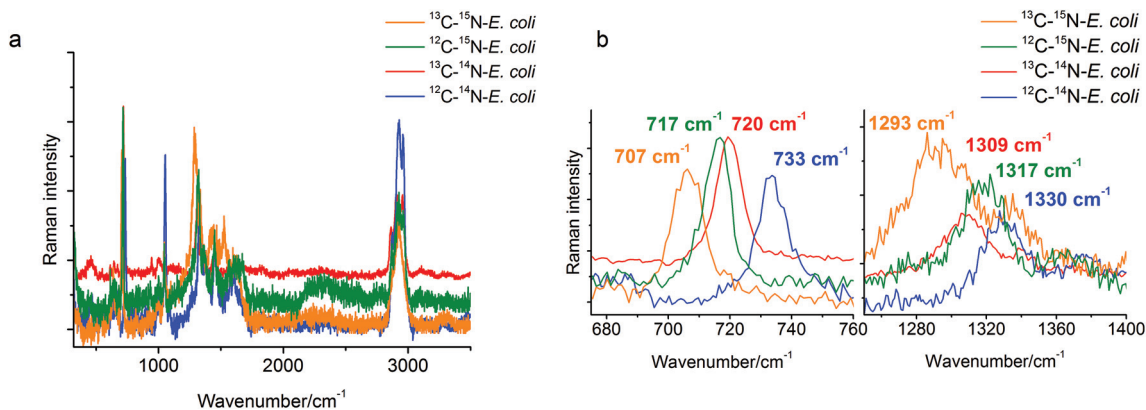 a
¹³C-¹⁵N-E. coli
¹²C-¹⁵N-E. coli
¹³C-¹⁴N-E. coli
¹²C-¹⁴N-E. coli
Raman intensity
1000 2000 3000
Wavenumber/cm⁻¹
b
¹³C-¹⁵N-E. coli
¹²C-¹⁵N-E. coli
¹³C-¹⁴N-E. coli
¹²C-¹⁴N-E. coli
717 cm⁻¹ 720 cm⁻¹
707 cm⁻¹ 733 cm⁻¹
Raman intensity
680 700 720 740 760
Wavenumber/cm⁻¹
1293 cm⁻¹
1309 cm⁻¹
1317 cm⁻¹
1330 cm⁻¹
1280 1320 1360 1400
Wavenumber/cm⁻¹